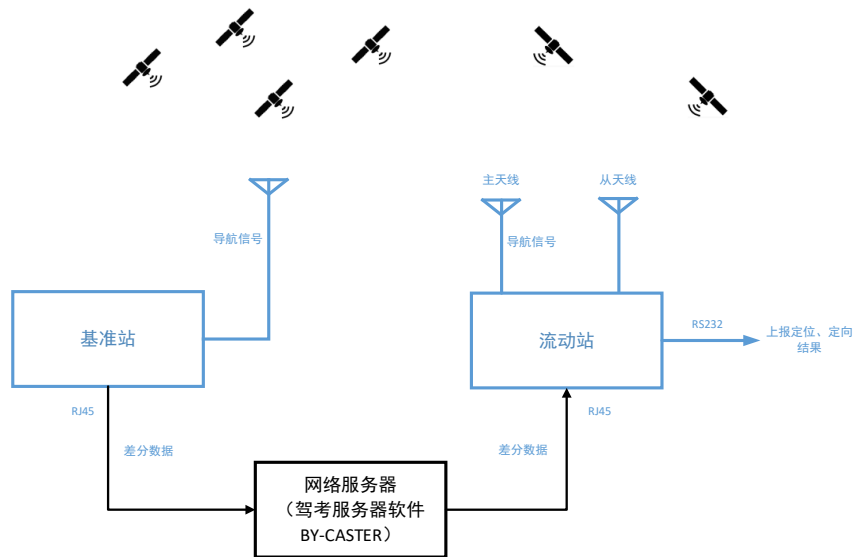 主天线
从天线
导航信号
导航信号
基准站
流动站
RS232
上报定位、定向
结果
RJ45
RJ45
差分数据
差分数据
网络服务器
（驾考服务器软件
BY-CASTER）